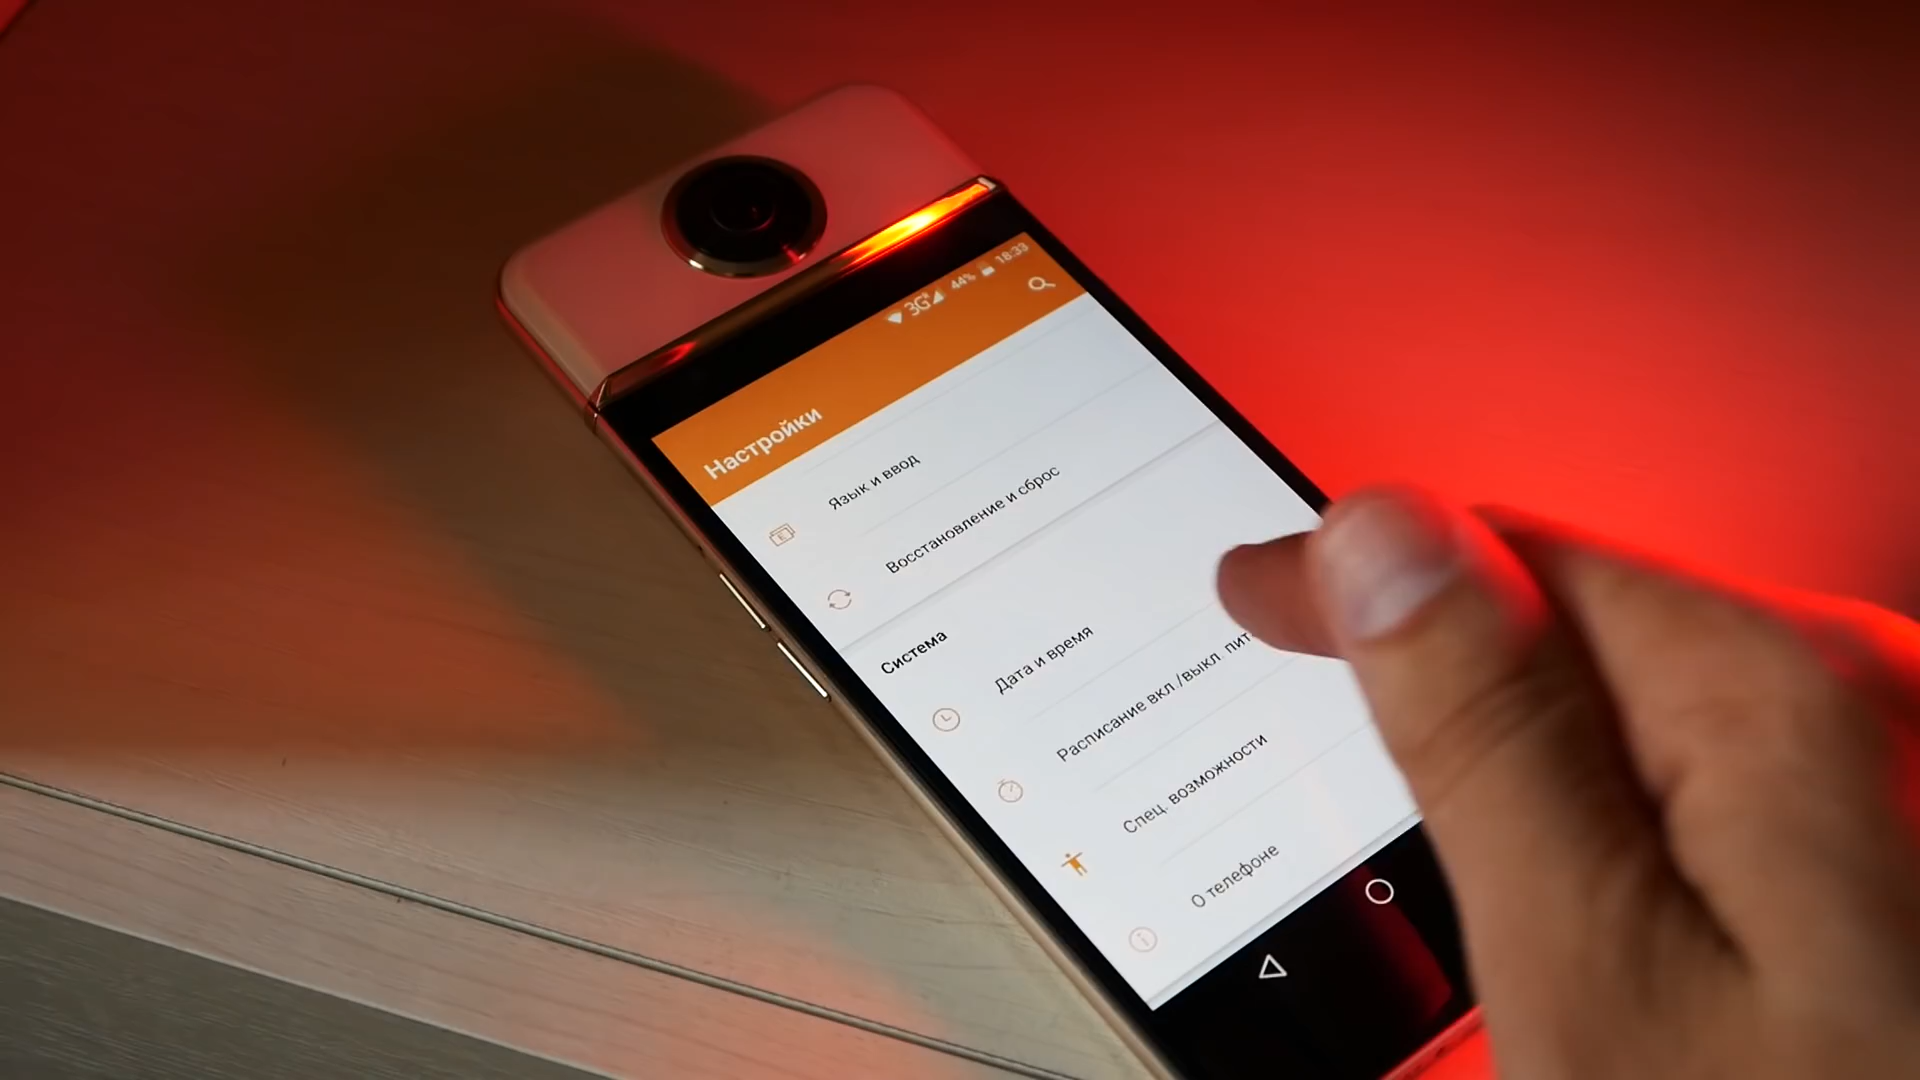 3G 44% 18:33
Настройки
Язык и ввод
Восстановление и сброс
Система
Дата и время
Расписание вкл./выкл. пит
Спец. возможности
О телефоне